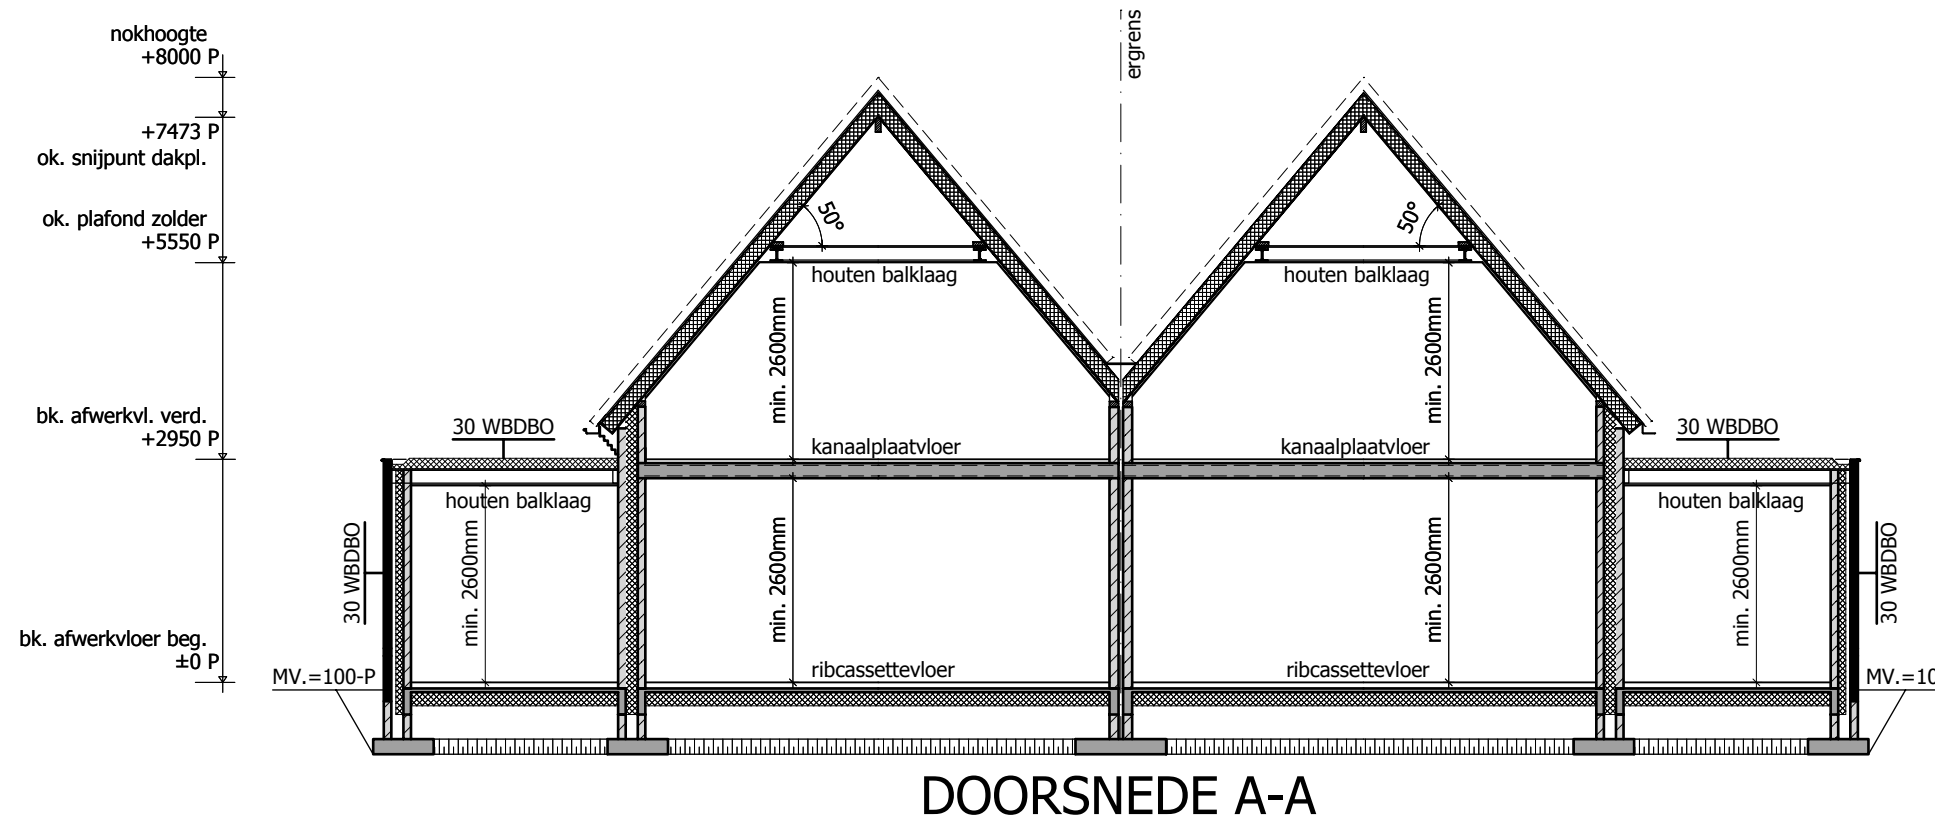 nokhoogte
+8000 P
+7473 P
ok. snijpunt dakpl.
ok. plafond zolder
+5550 P
bk. afwerkvl. verd.
+2950 P
bk. afwerkvloer beg.
±0 P
MV.=100-P
ergrens
50°
50°
houten balklaag
houten balklaag
min. 2600mm
min. 2600mm
30 WBDBO
30 WBDBO
kanaalplaatvloer
kanaalplaatvloer
houten balklaag
houten balklaag
30 WBDBO
min. 2600mm
min. 2600mm
min. 2600mm
min. 2600mm
30 WBDBO
ribcassettevloer
ribcassettevloer
MV.=10
DOORSNEDE A-A